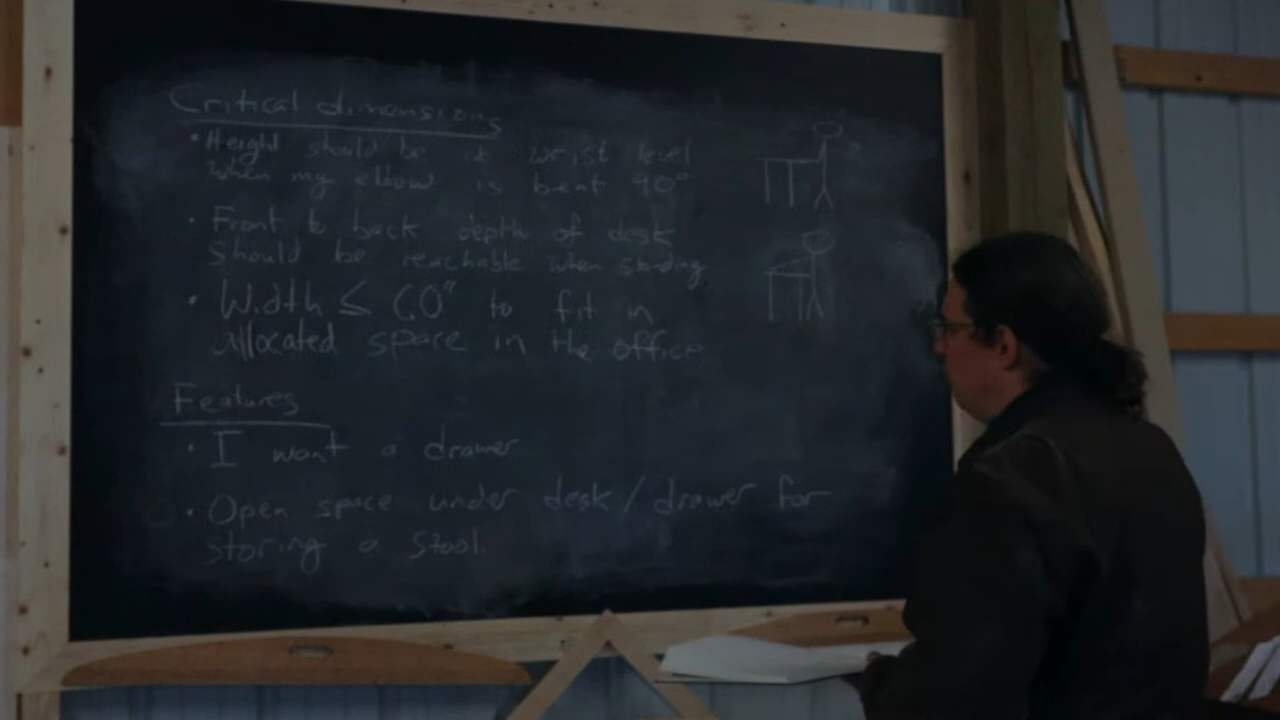 Critical dimensions
• Height should be at wrist level
when my elbow is bent 90°
• Front to back depth of desk
should be reachable when standing
• Width ≤ 60" to fit in
allocated space in the office
Features
• I want a drawer
• Open space under desk/drawer for
storing a stool.